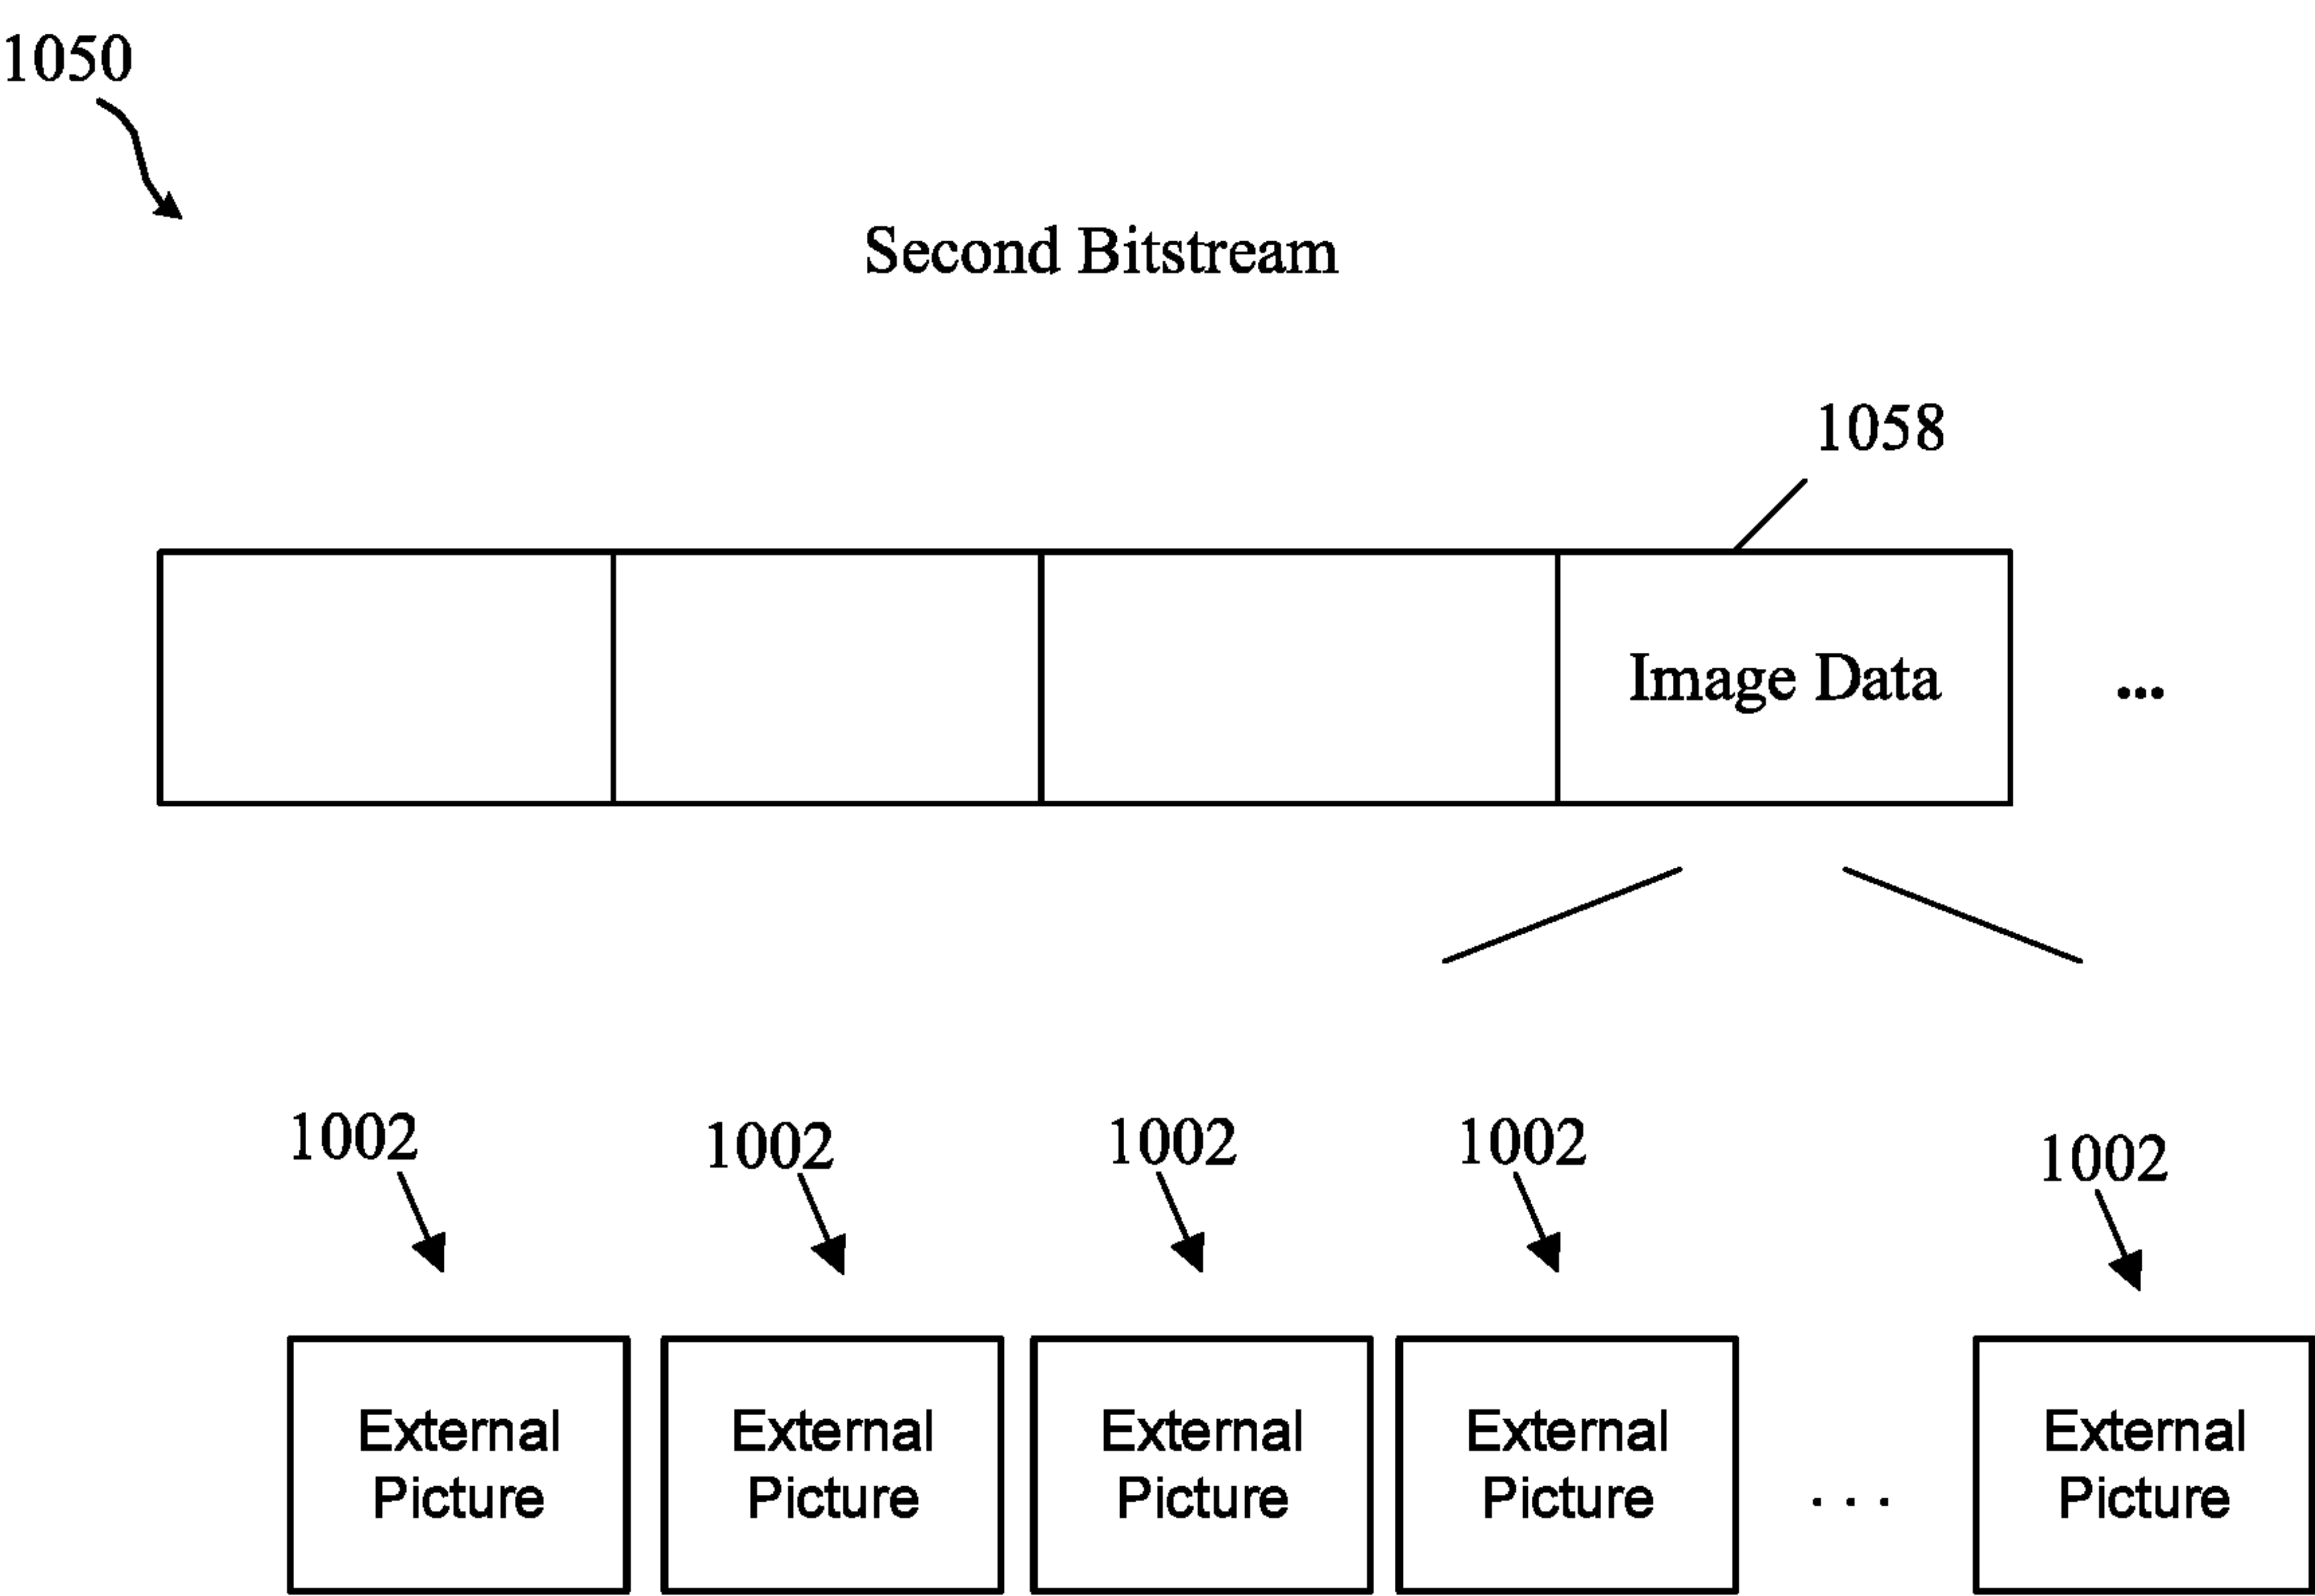 1050
Second Bitstream
1058
Image Data
...
1002 1002 1002 1002 1002
External External External External External
Picture Picture Picture Picture . . . Picture